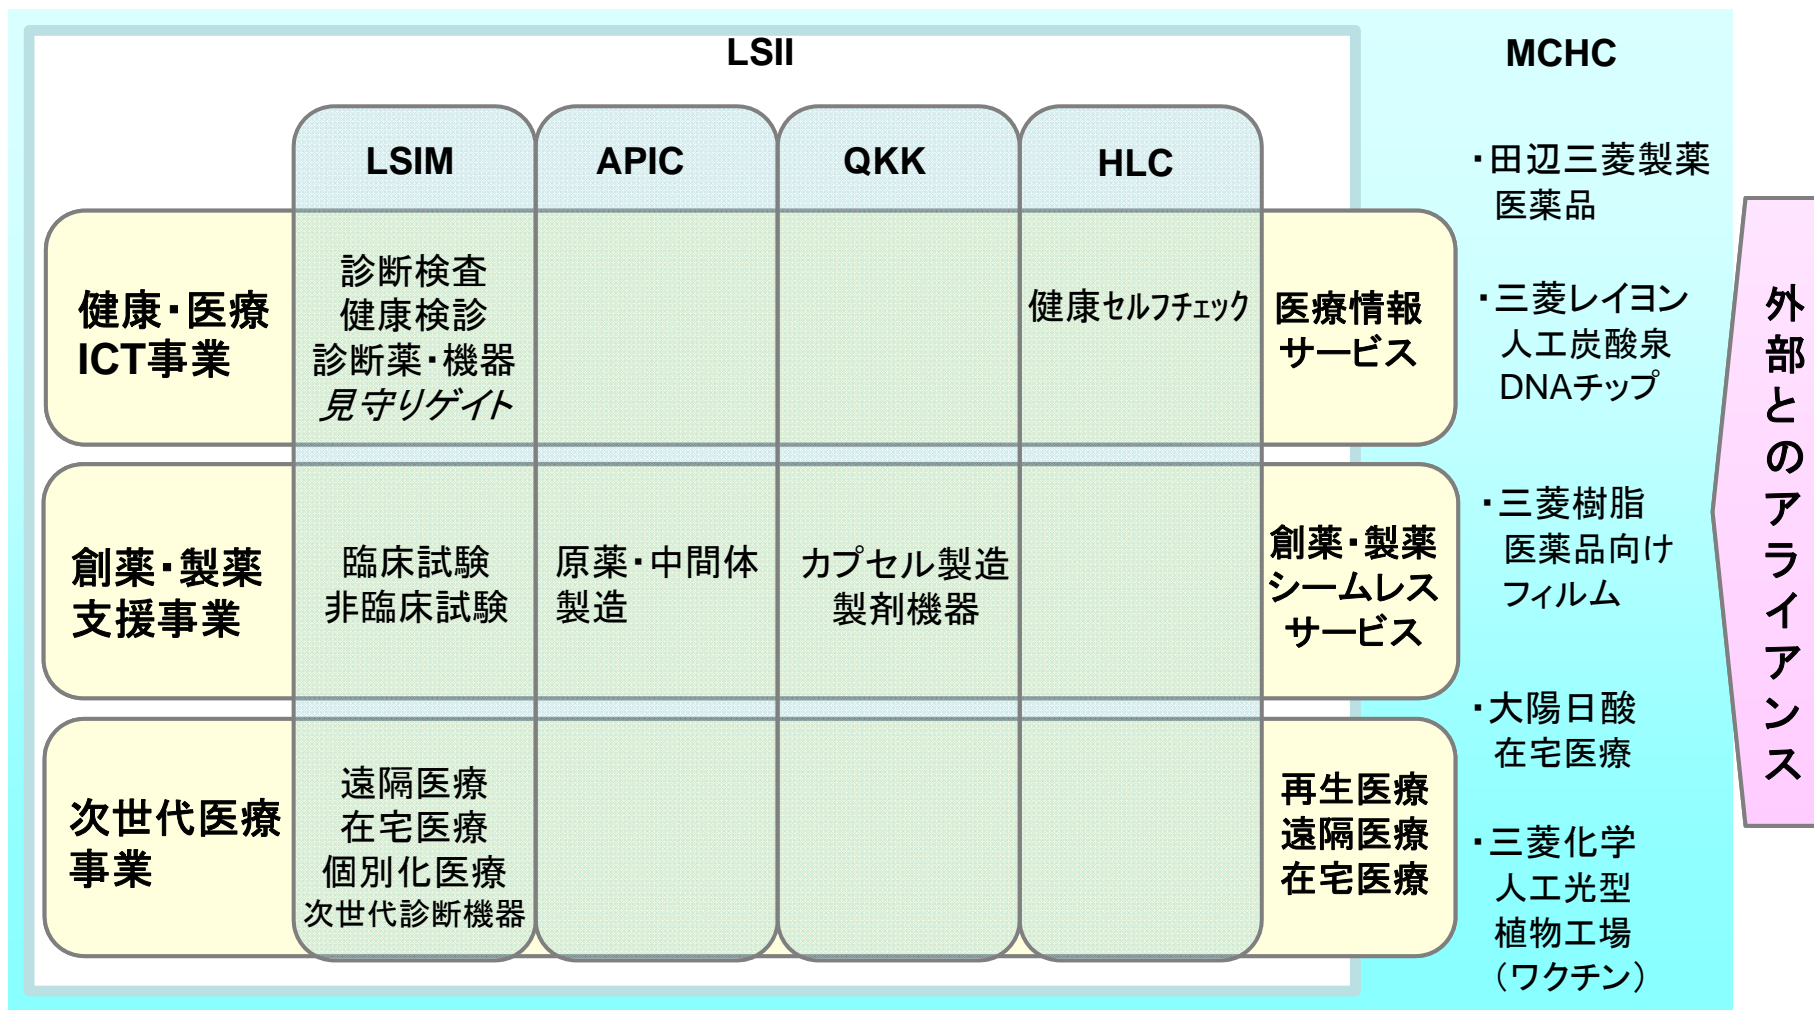 LSII
MCHC
LSIM
APIC
QKK
HLC
健康・医療
ICT事業
診断検査
健康検診
診断薬・機器
見守りゲイト
健康セルフチェック
医療情報
サービス
創薬・製薬
支援事業
臨床試験
非臨床試験
原薬・中間体
製造
カプセル製造
製剤機器
創薬・製薬
シームレス
サービス
次世代医療
事業
遠隔医療
在宅医療
個別化医療
次世代診断機器
再生医療
遠隔医療
在宅医療
・田辺三菱製薬
医薬品
・三菱レイヨン
人工炭酸泉
DNAチップ
・三菱樹脂
医薬品向け
フィルム
・大陽日酸
在宅医療
・三菱化学
人工光型
植物工場
（ワクチン）
外部とのアライアンス